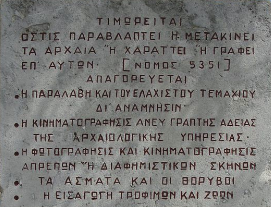 ΤΙΜΩΡΕΙΤΑΙ
ΟΣΤΙΣ ΠΑΡΑΒΛΑΠΤΕΙ Ή ΜΕΤΑΚΙΝΕΙ
ΤΑ ΑΡΧΑΙΑ Ή ΧΑΡΑΤΤΕΙ Ή ΓΡΑΦΕΙ
ΕΠ' ΑΥΤΩΝ. [ΝΟΜΟΣ 5351]
ΑΠΑΓΟΡΕΥΕΤΑΙ
• Η ΠΑΡΑΛΑΒΗ ΚΑΙ ΤΟΥ ΕΛΑΧΙΣΤΟΥ ΤΕΜΑΧΙΟΥ
ΔΙ' ΑΝΑΜΝΗΣΙΝ.
• Η ΚΙΝΗΜΑΤΟΓΡΑΦΗΣΙΣ ΑΝΕΥ ΓΡΑΠΤΗΣ ΑΔΕΙΑΣ
ΤΗΣ ΑΡΧΑΙΟΛΟΓΙΚΗΣ ΥΠΗΡΕΣΙΑΣ.
• Η ΦΩΤΟΓΡΑΦΗΣΙΣ ΚΑΙ ΚΙΝΗΜΑΤΟΓΡΑΦΗΣΙΣ
ΑΠΡΕΠΩΝ Ή ΔΙΑΦΗΜΙΣΤΙΚΩΝ ΣΚΗΝΩΝ
• ΤΑ ΑΣΜΑΤΑ ΚΑΙ ΟΙ ΘΟΡΥΒΟΙ
• Η ΕΙΣΑΓΩΓΗ ΤΡΟΦΙΜΩΝ ΚΑΙ ΖΩΩΝ